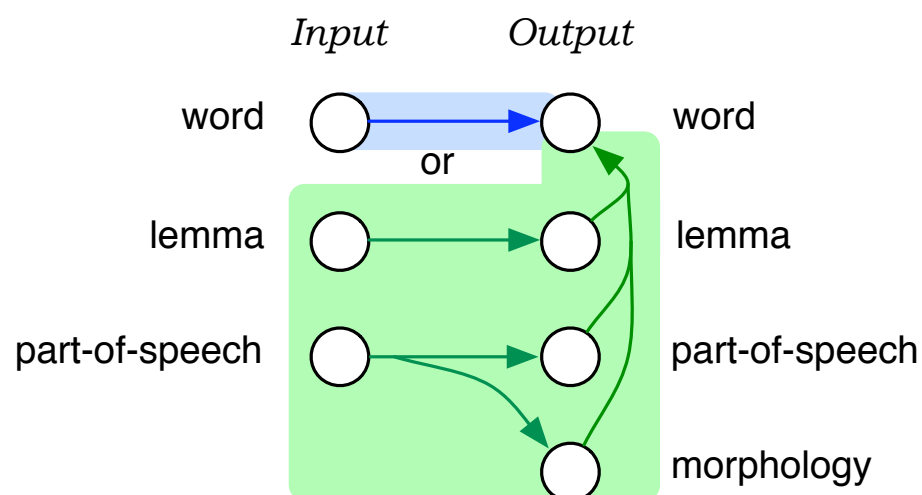 Input Output
word word
or
lemma lemma
part-of-speech part-of-speech
morphology